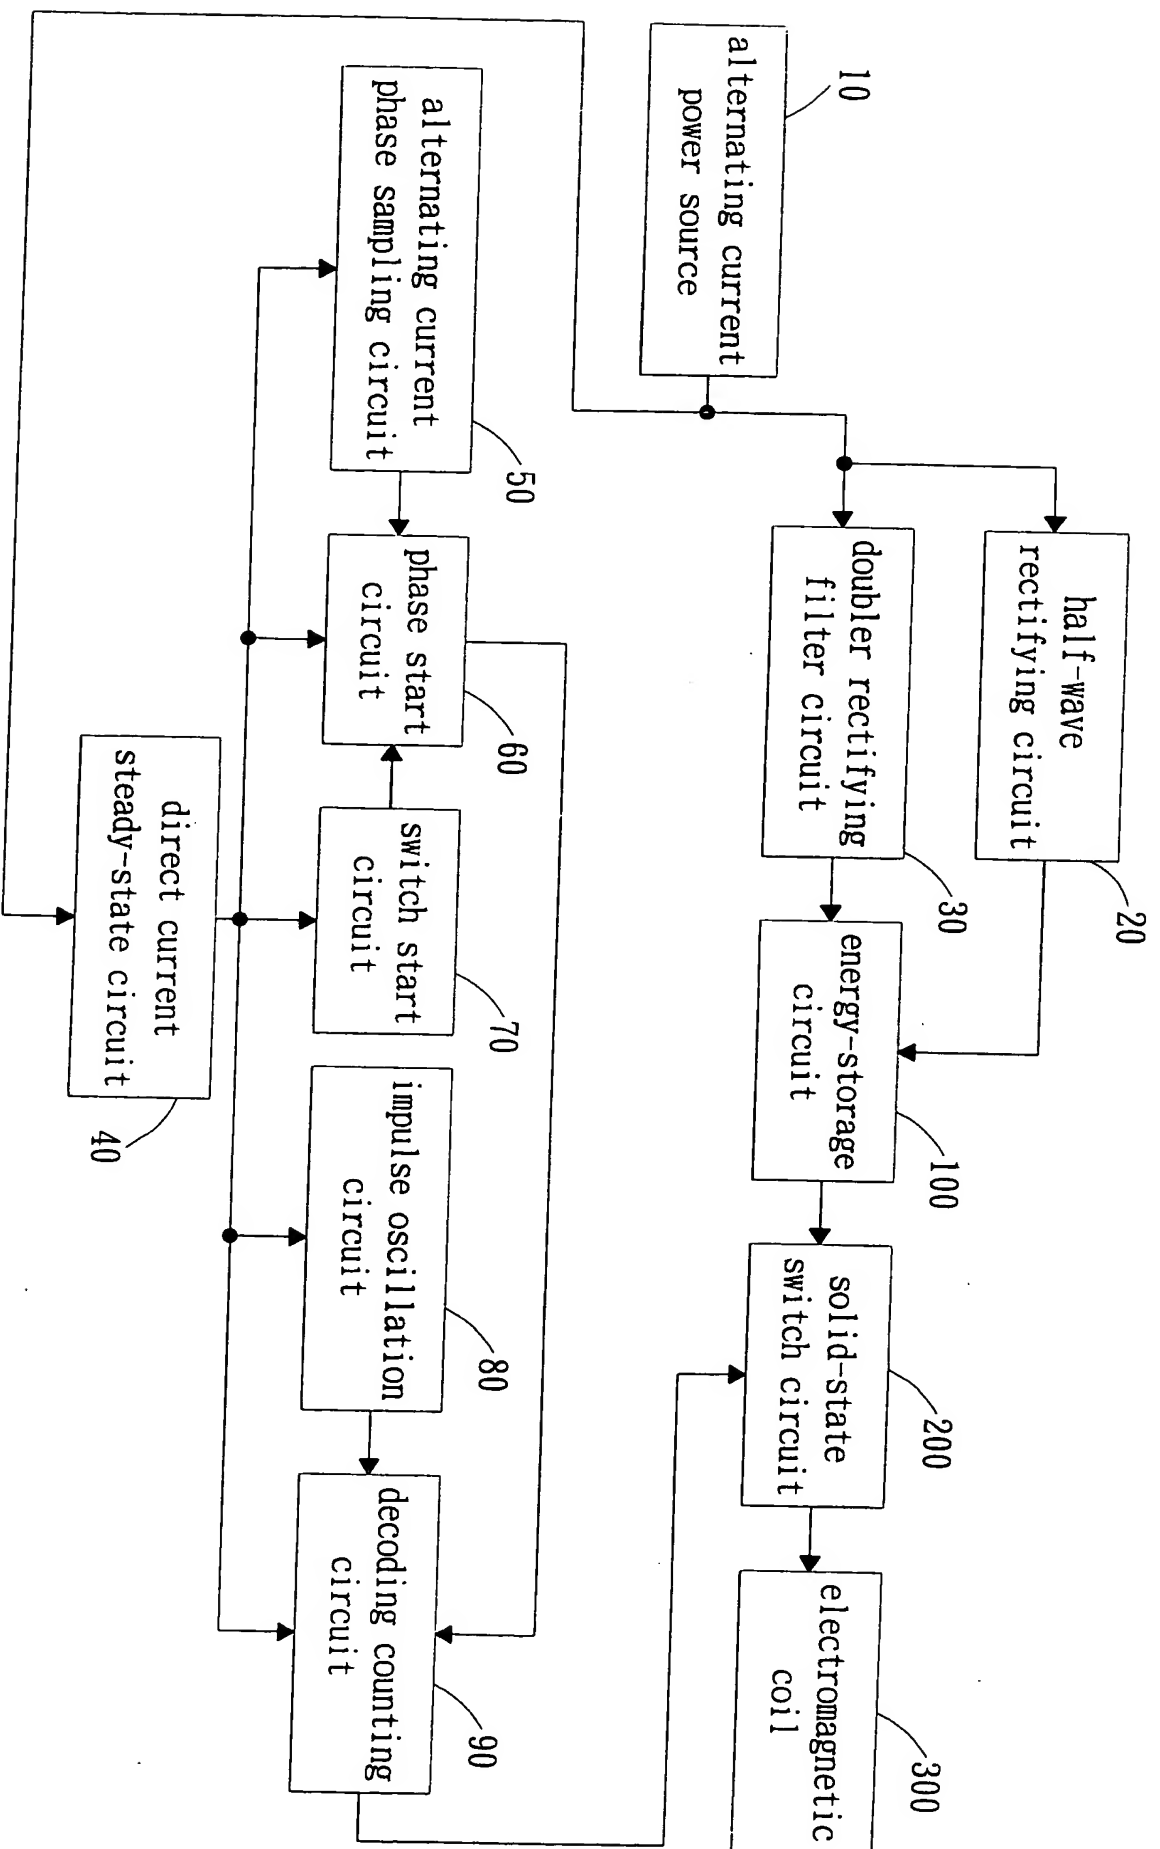 half-wave
rectifying circuit
20
10
alternating current
power source
doubler rectifying
filter circuit
30
energy-storage
circuit
100
solid-state
switch circuit
200
electromagnetic
coil
300
alternating current
phase sampling circuit
50
phase start
circuit
60
switch start
circuit
70
impulse oscillation
circuit
80
decoding counting
circuit
90
direct current
steady-state circuit
40